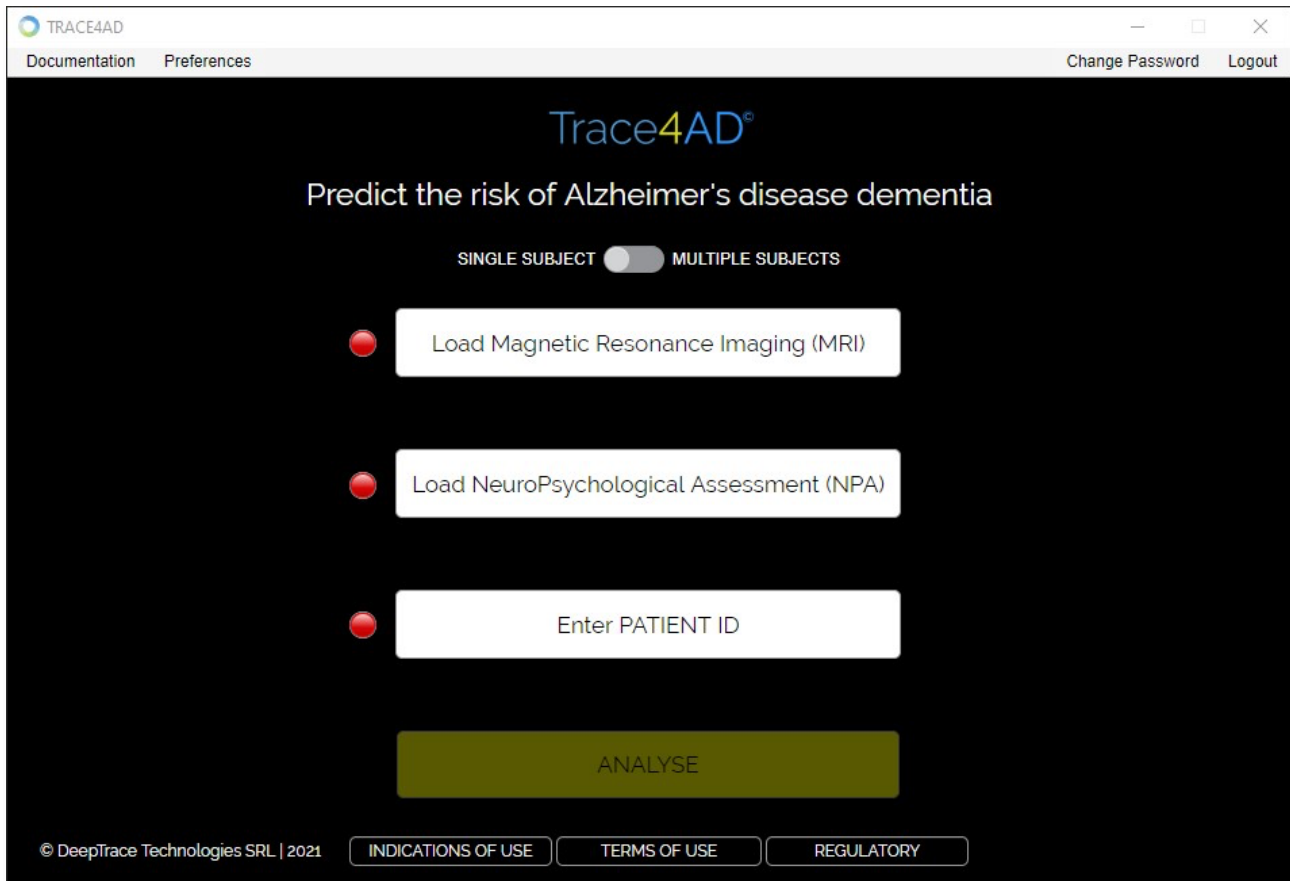 TRACE4AD
Documentation Preferences Change Password Logout
Trace4AD©
Predict the risk of Alzheimer's disease dementia
SINGLE SUBJECT MULTIPLE SUBJECTS
Load Magnetic Resonance Imaging (MRI)
Load NeuroPsychological Assessment (NPA)
Enter PATIENT ID
ANALYSE
© DeepTrace Technologies SRL | 2021 INDICATIONS OF USE TERMS OF USE REGULATORY